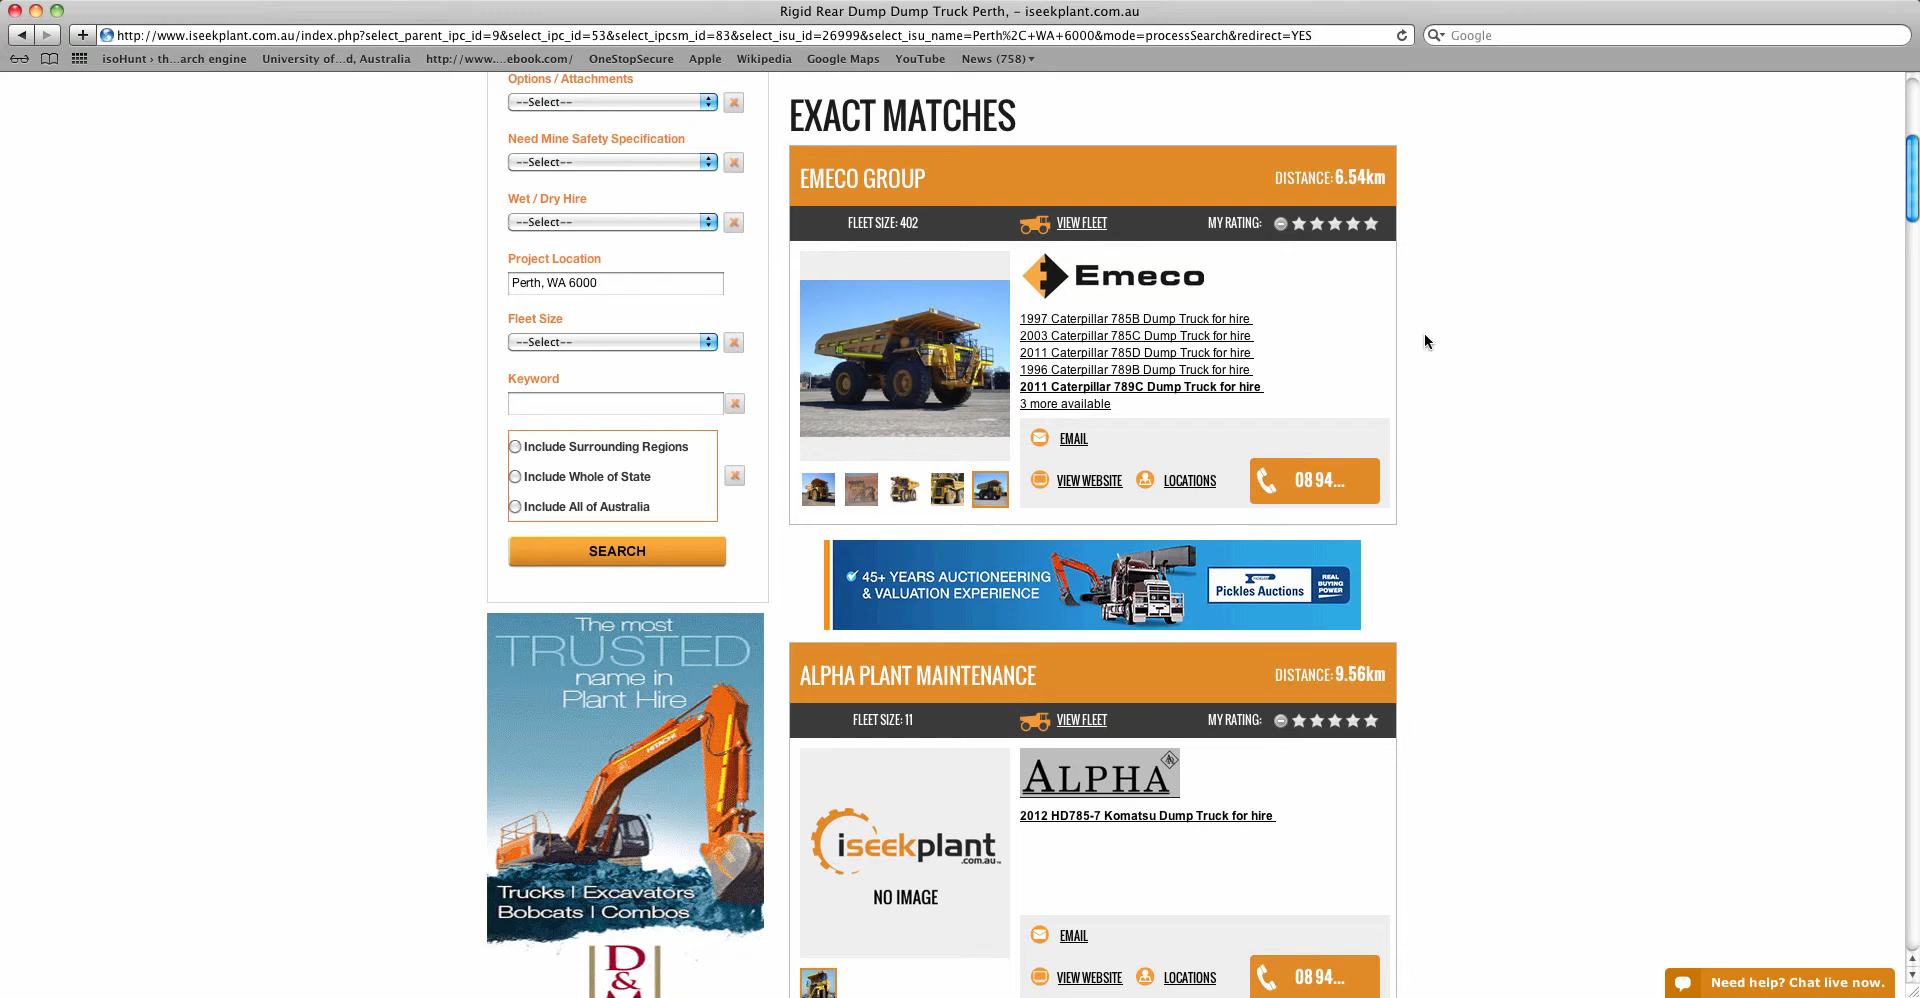 Rigid Rear Dump Dump Truck Perth, – iseekplant.com.au
http://www.iseekplant.com.au/index.php?select_parent_ipc_id=9&select_ipc_id=53&select_ipcsm_id=83&select_isu_id=26999&select_isu_name=Perth%2C+WA+6000&mode=processSearch&redirect=YES
Google
isoHunt › th...arch engine University of...d, Australia http://www....ebook.com/ OneStopSecure Apple Wikipedia Google Maps YouTube News (758)
Options / Attachments
--Select--
Need Mine Safety Specification
--Select--
Wet / Dry Hire
--Select--
Project Location
Perth, WA 6000
Fleet Size
--Select--
Keyword
Include Surrounding Regions
Include Whole of State
Include All of Australia
SEARCH
The most
TRUSTED
name in
Plant Hire
HITACHI
Trucks | Excavators
Bobcats | Combos
D
&
EXACT MATCHES
EMECO GROUP DISTANCE: 6.54km
FLEET SIZE: 402 VIEW FLEET MY RATING:
Emeco
1997 Caterpillar 785B Dump Truck for hire
2003 Caterpillar 785C Dump Truck for hire
2011 Caterpillar 785D Dump Truck for hire
1996 Caterpillar 789B Dump Truck for hire
2011 Caterpillar 789C Dump Truck for hire
3 more available
EMAIL
VIEW WEBSITE LOCATIONS 08 94...
45+ YEARS AUCTIONEERING
& VALUATION EXPERIENCE
Pickles Auctions
REAL
BUYING
POWER
ALPHA PLANT MAINTENANCE DISTANCE: 9.56km
FLEET SIZE: 11 VIEW FLEET MY RATING:
ALPHA
2012 HD785-7 Komatsu Dump Truck for hire
iseekplant
.com.au
NO IMAGE
EMAIL
VIEW WEBSITE LOCATIONS 08 94...
Need help? Chat live now.